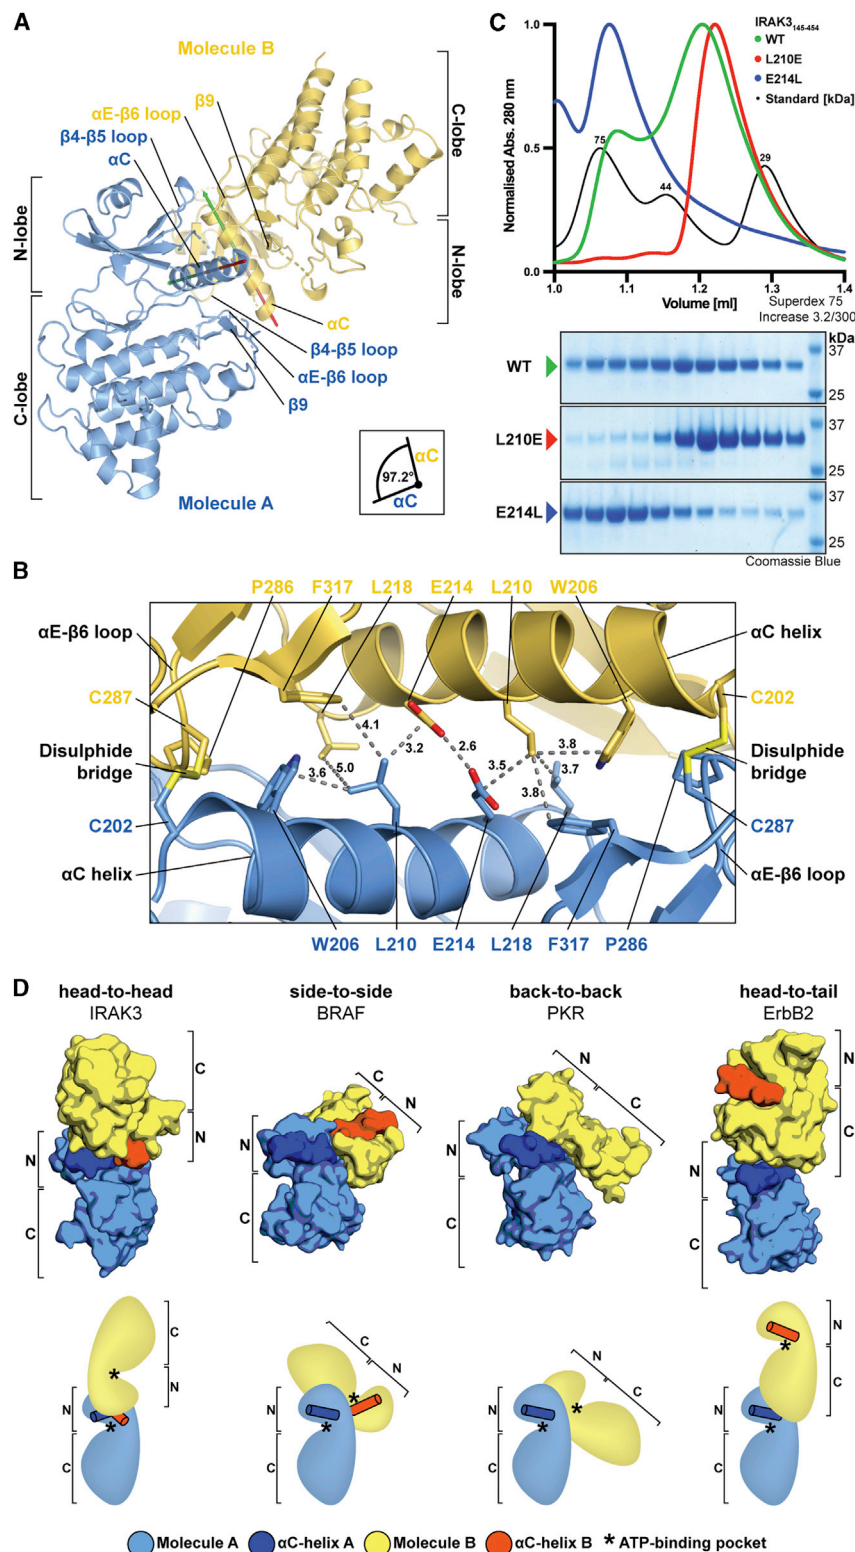 A
Molecule B
β9
αE-β6 loop
β4-β5 loop
αC
C-lobe
N-lobe
N-lobe
C-lobe
αC
β4-β5 loop
αE-β6 loop
β9
αC
97.2°
αC
Molecule A
C
IRAK3145-454
WT
L210E
E214L
Standard [kDa]
Normalised Abs. 280 nm
1.0
0.5
0.0
75
44
29
1.0 1.1 1.2 1.3 1.4
Volume [ml]
Superdex 75
Increase 3.2/300
kDa
WT
37
25
L210E
37
25
E214L
37
25
Coomassie Blue
B
P286 F317 L218 E214 L210 W206
αE-β6 loop
αC helix
C287
C202
Disulphide bridge
Disulphide bridge
C202
C287
αC helix
αE-β6 loop
4.1
3.2
2.6
3.8
3.6
5.0
3.5
3.7
3.8
W206 L210 E214 L218 F317 P286
D
head-to-head side-to-side back-to-back head-to-tail
IRAK3 BRAF PKR ErbB2
C
N
N
C
C
N
N
C
N
C
N
C
N
C
N
C
C
N
N
C
*
*
C
N
N
C
*
*
N
C
N
C
*
*
N
C
N
C
*
*
Molecule A αC-helix A Molecule B αC-helix B * ATP-binding pocket